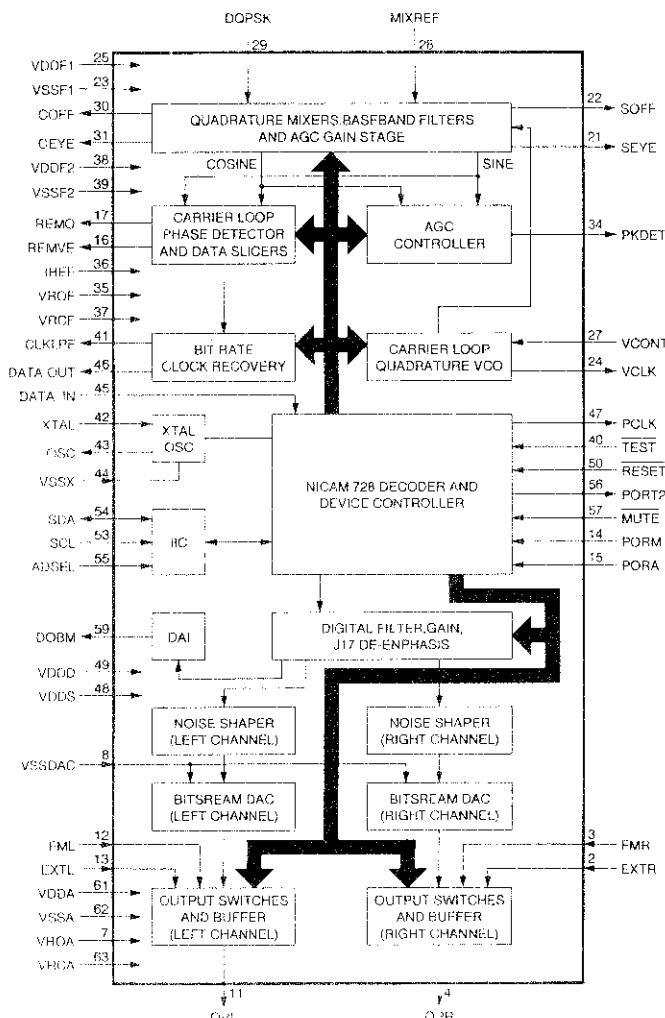 DQPSK MIXREF
29 28
VDDF1 25
VSSF1 23
COFF 30
CEYE 31
VDDF2 38
VSSF2 39
REMO 17
REMVE 16
IREF 36
VROF 35
VRCF 37
CLKLPF 41
DATA OUT 46
DATA IN 45
XTAL 42
OSC 43
VSSX 44
SDA 54
SCL 53
ADSEL 55
DOBM 59
VDDD 49
VDDS 48
VSSDAC 8
FML 12
EXTL 13
VDDA 61
VSSA 62
VROA 7
VRCA 63
QUADRATURE MIXERS, BASEBAND FILTERS
AND AGC GAIN STAGE
COSINE SINE
CARRIER LOOP
PHASE DETECTOR
AND DATA SLICERS
AGC
CONTROLLER
BIT RATE
CLOCK RECOVERY
CARRIER LOOP
QUADRATURE VCO
XTAL
OSC
NICAM 728 DECODER AND
DEVICE CONTROLLER
IIC
DAI
DIGITAL FILTER, GAIN,
J17 DE-ENPHASIS
NOISE SHAPER
(LEFT CHANNEL)
NOISE SHAPER
(RIGHT CHANNEL)
BITSREAM DAC
(LEFT CHANNEL)
BITSREAM DAC
(RIGHT CHANNEL)
OUTPUT SWITCHES
AND BUFFER
(LEFT CHANNEL)
OUTPUT SWITCHES
AND BUFFER
(RIGHT CHANNEL)
22 SOFF
21 SEYE
34 PKDET
27 VCONT
24 VCLK
47 PCLK
40 TEST
50 RESET
56 PORT2
57 MUTE
14 PORM
15 PORA
3 FMR
2 EXTR
11 4
OPL OPR